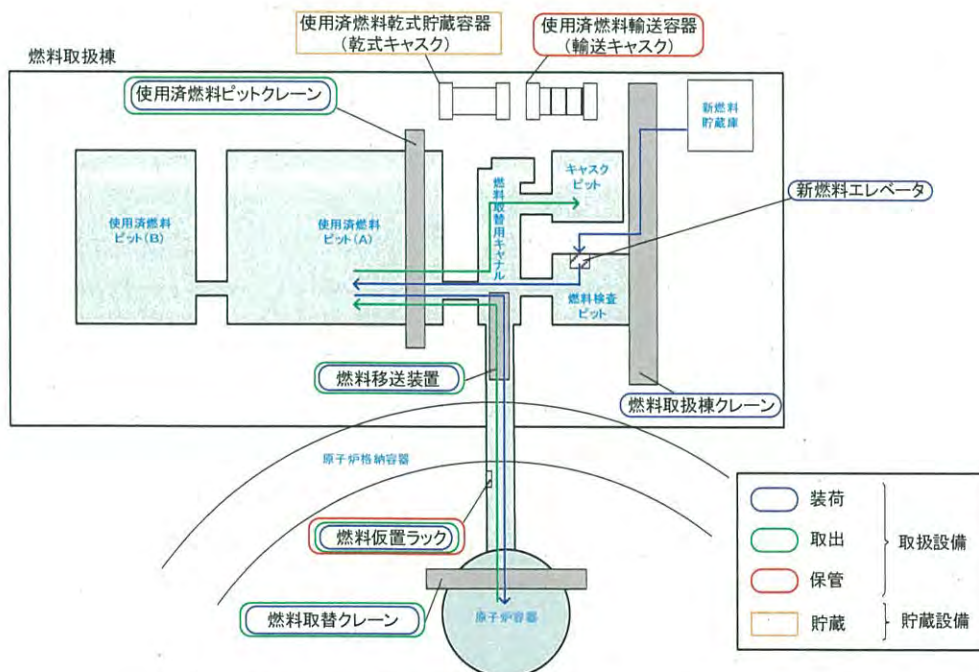 使用済燃料乾式貯蔵容器
(乾式キャスク)
使用済燃料輸送容器
(輸送キャスク)
燃料取扱棟
使用済燃料ピットクレーン
新燃料
貯蔵庫
キャスク
ピット
燃料取替用キャナル
新燃料エレベータ
使用済燃料
ピット(B)
使用済燃料
ピット(A)
燃料検査
ピット
燃料移送装置
燃料取扱棟クレーン
原子炉格納容器
燃料仮置ラック
燃料取替クレーン
原子炉容器
装荷
取出
保管
取扱設備
貯蔵
貯蔵設備